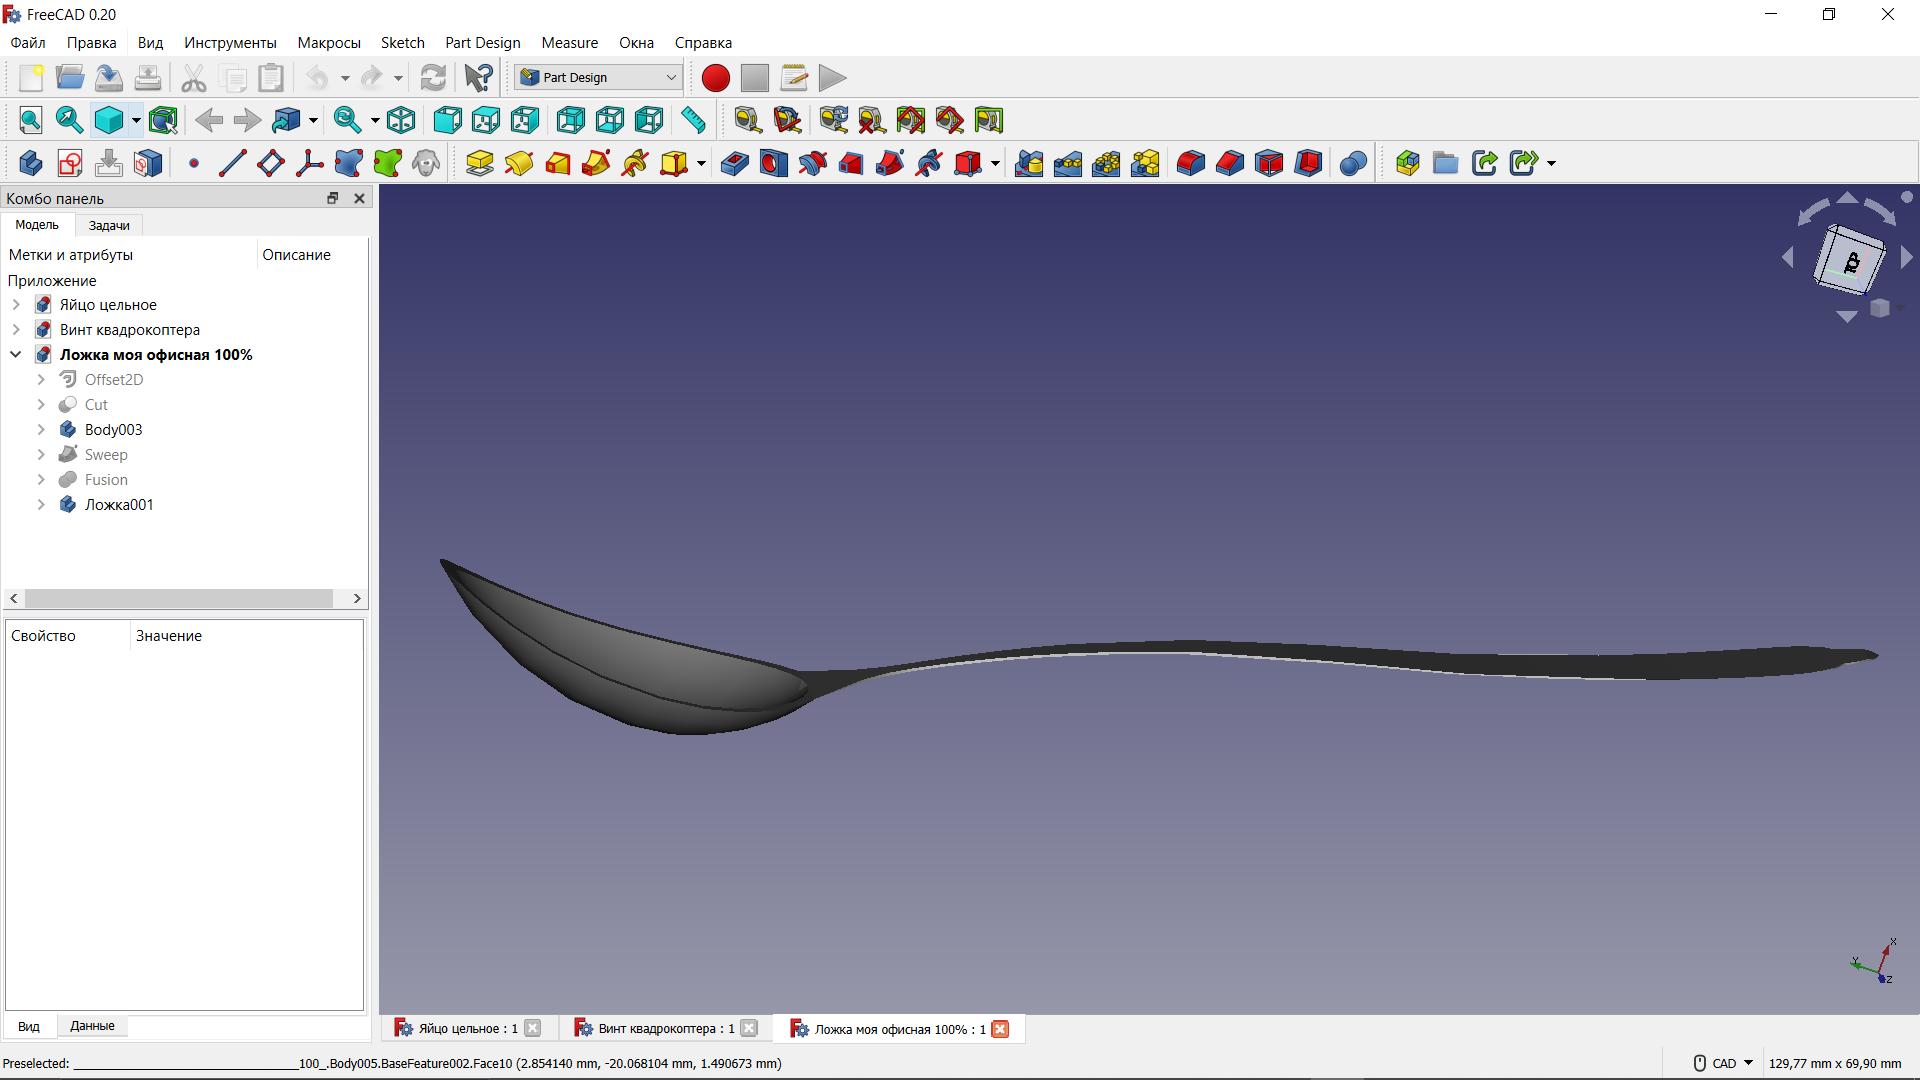 FreeCAD 0.20
Файл Правка Вид Инструменты Макросы Sketch Part Design Measure Окна Справка
Part Design
Комбо панель
Модель Задачи
Метки и атрибуты Описание
Приложение
Яйцо цельное
Винт квадрокоптера
Ложка моя офисная 100%
Offset2D
Cut
Body003
Sweep
Fusion
Ложка001
Свойство Значение
Вид Данные
TOP
X
Y
Z
Яйцо цельное : 1 Винт квадрокоптера : 1 Ложка моя офисная 100% : 1
Preselected: ________________________________100_.Body005.BaseFeature002.Face10 (2.854140 mm, -20.068104 mm, 1.490673 mm) CAD 129,77 mm x 69,90 mm